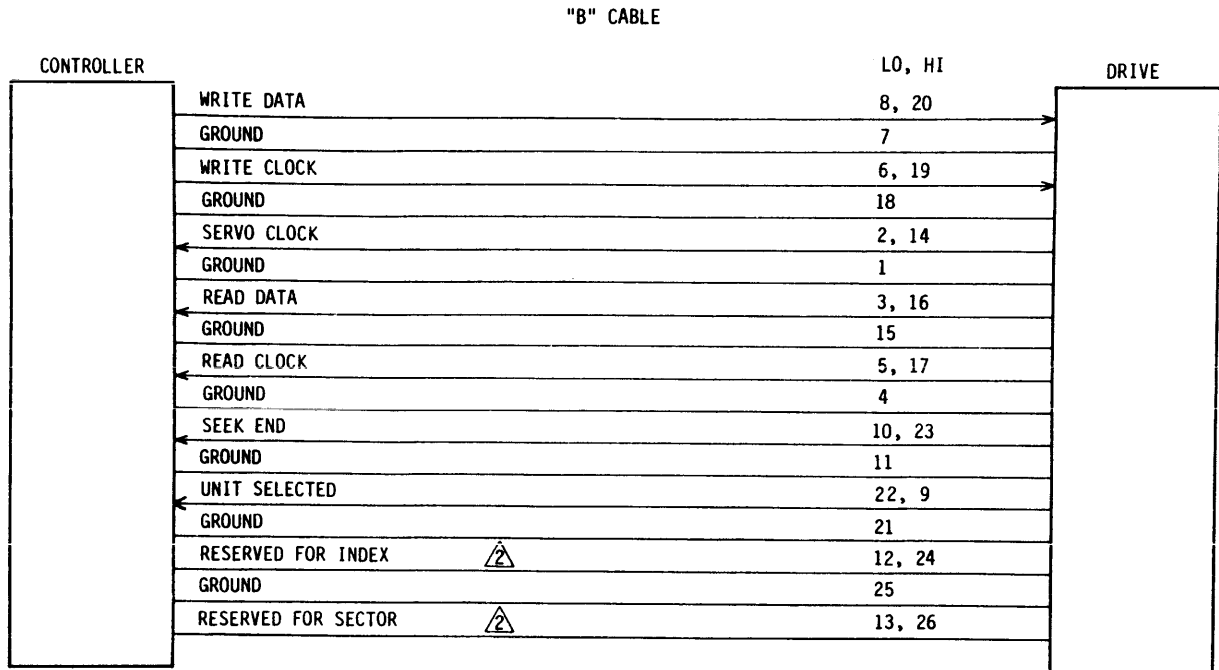 "B" CABLE
CONTROLLER LO, HI DRIVE
WRITE DATA 8, 20
GROUND 7
WRITE CLOCK 6, 19
GROUND 18
SERVO CLOCK 2, 14
GROUND 1
READ DATA 3, 16
GROUND 15
READ CLOCK 5, 17
GROUND 4
SEEK END 10, 23
GROUND 11
UNIT SELECTED 22, 9
GROUND 21
RESERVED FOR INDEX 2 12, 24
GROUND 25
RESERVED FOR SECTOR 2 13, 26